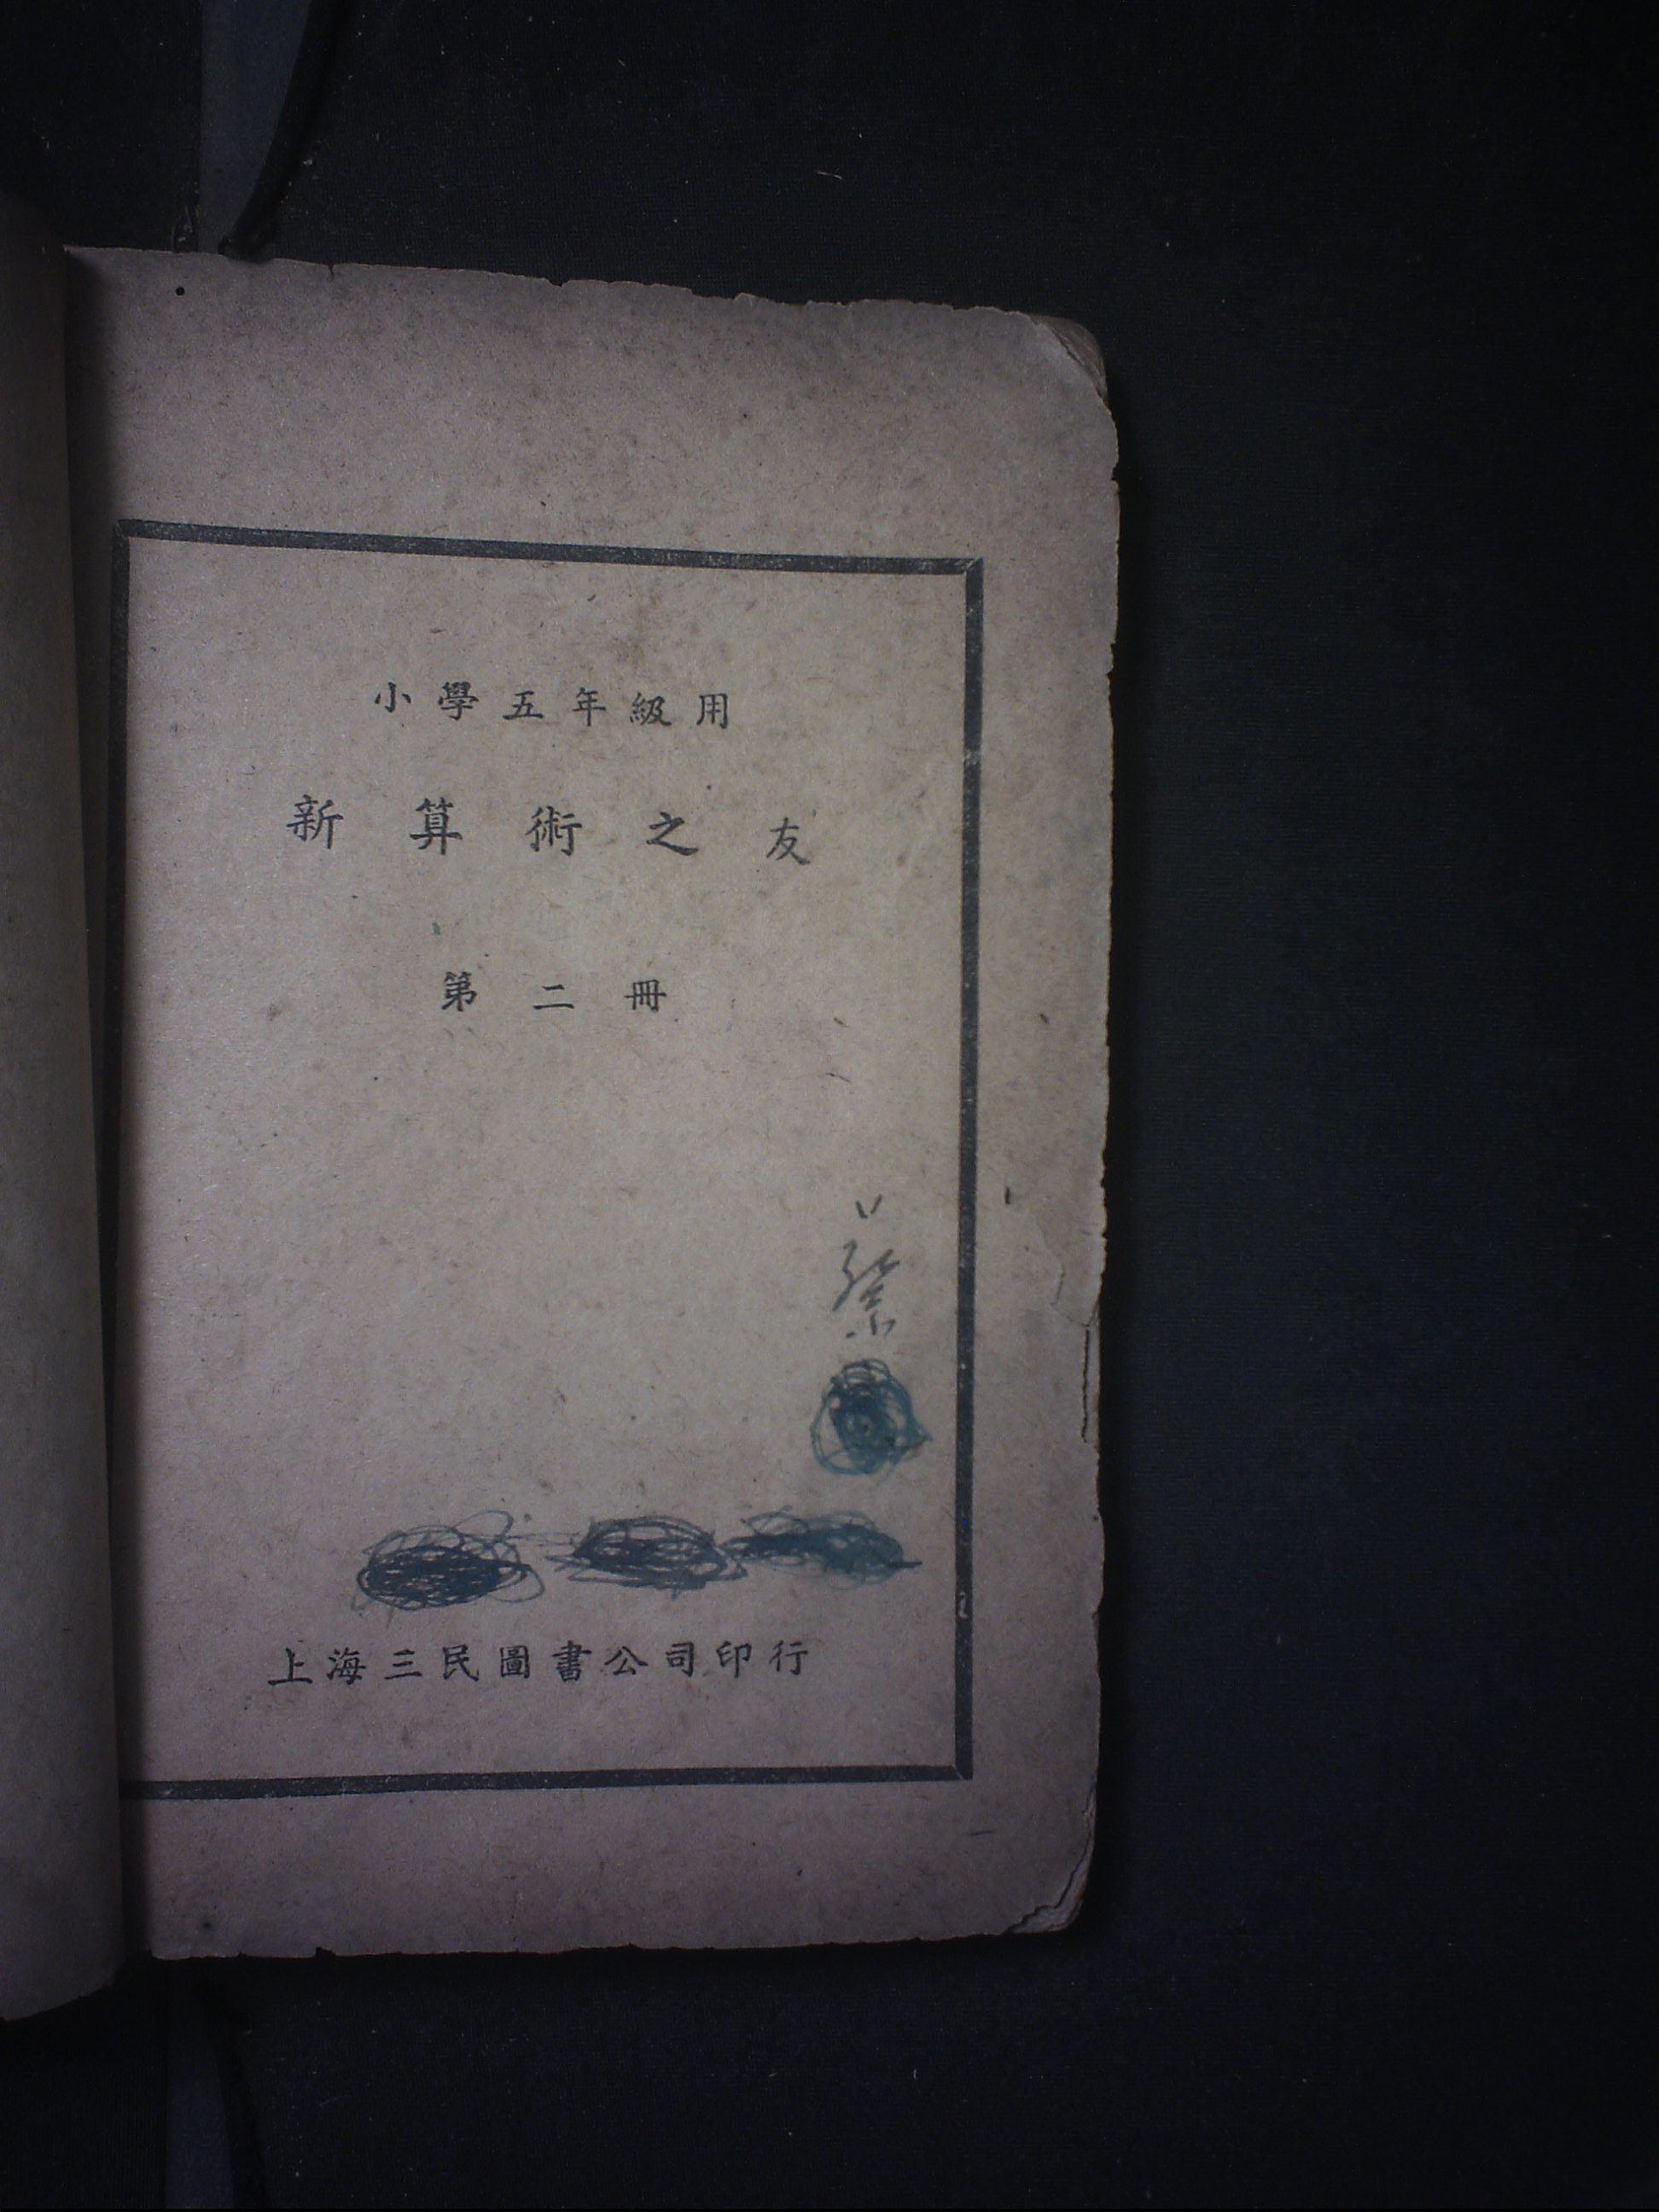 小學五年級用
新算術之友
第二冊
蔡
上海三民圖書公司印行